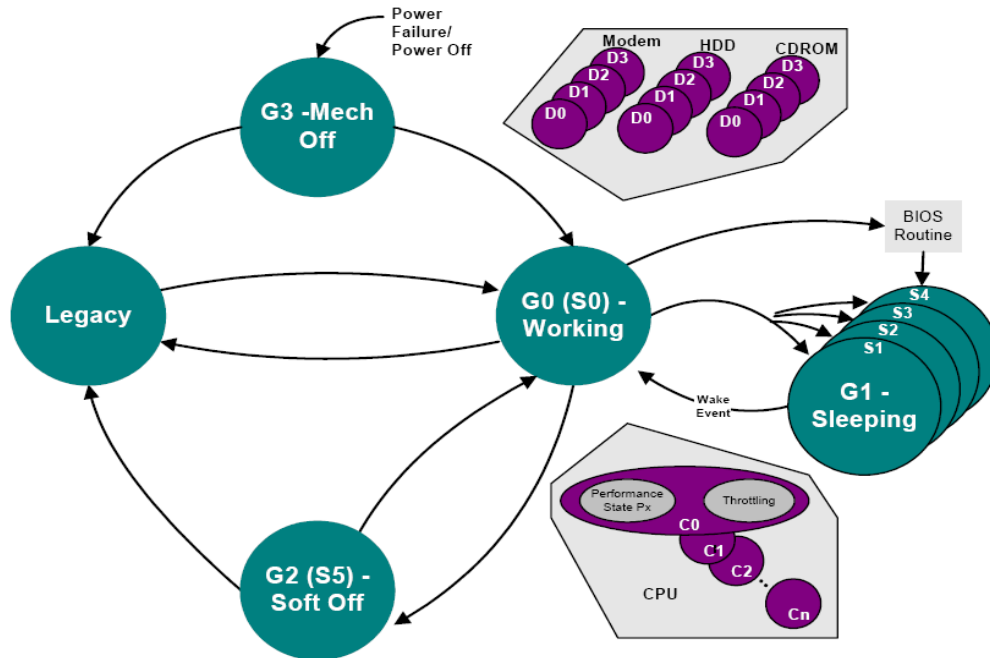 Power
Failure/
Power Off
G3 -Mech
Off
Modem
HDD
CDROM
D3
D2
D1
D0
D3
D2
D1
D0
D3
D2
D1
D0
BIOS
Routine
Legacy
G0 (S0) -
Working
S4
S3
S2
S1
G1 -
Sleeping
Wake
Event
Performance
State Px
Throttling
C0
C1
C2
Cn
CPU
G2 (S5) -
Soft Off